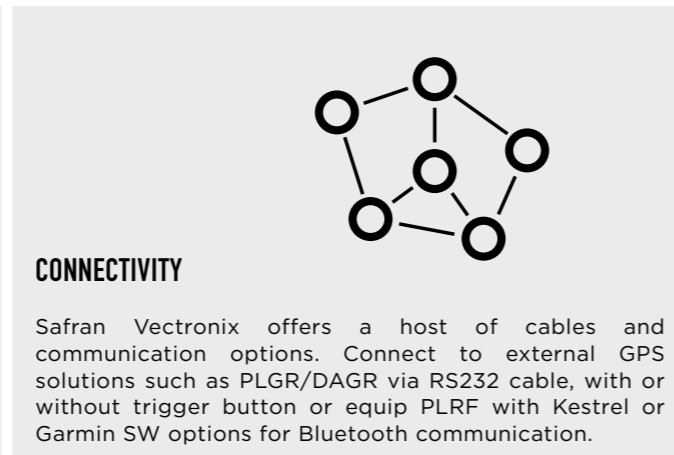 CONNECTIVITY
Safran Vectronix offers a host of cables and
communication options. Connect to external GPS
solutions such as PLGR/DAGR via RS232 cable, with or
without trigger button or equip PLRF with Kestrel or
Garmin SW options for Bluetooth communication.